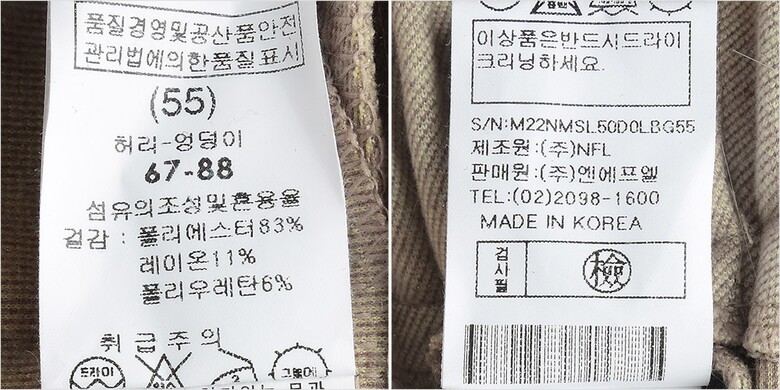 품질경영및공산품안전
관리법에의한품질표시
(55)
허리-엉덩이
67-88
섬유의조성및혼용율
겉감 : 폴리에스터83%
레이온11%
폴리우레탄6%
취급주의
드라이
이상품은반드시드라이
크리닝하세요.
S/N:M22NMSL50D0LBG55
제조원:(주)NFL
판매원:(주)엔에프엘
TEL:(02)2098-1600
MADE IN KOREA
검사필
檢